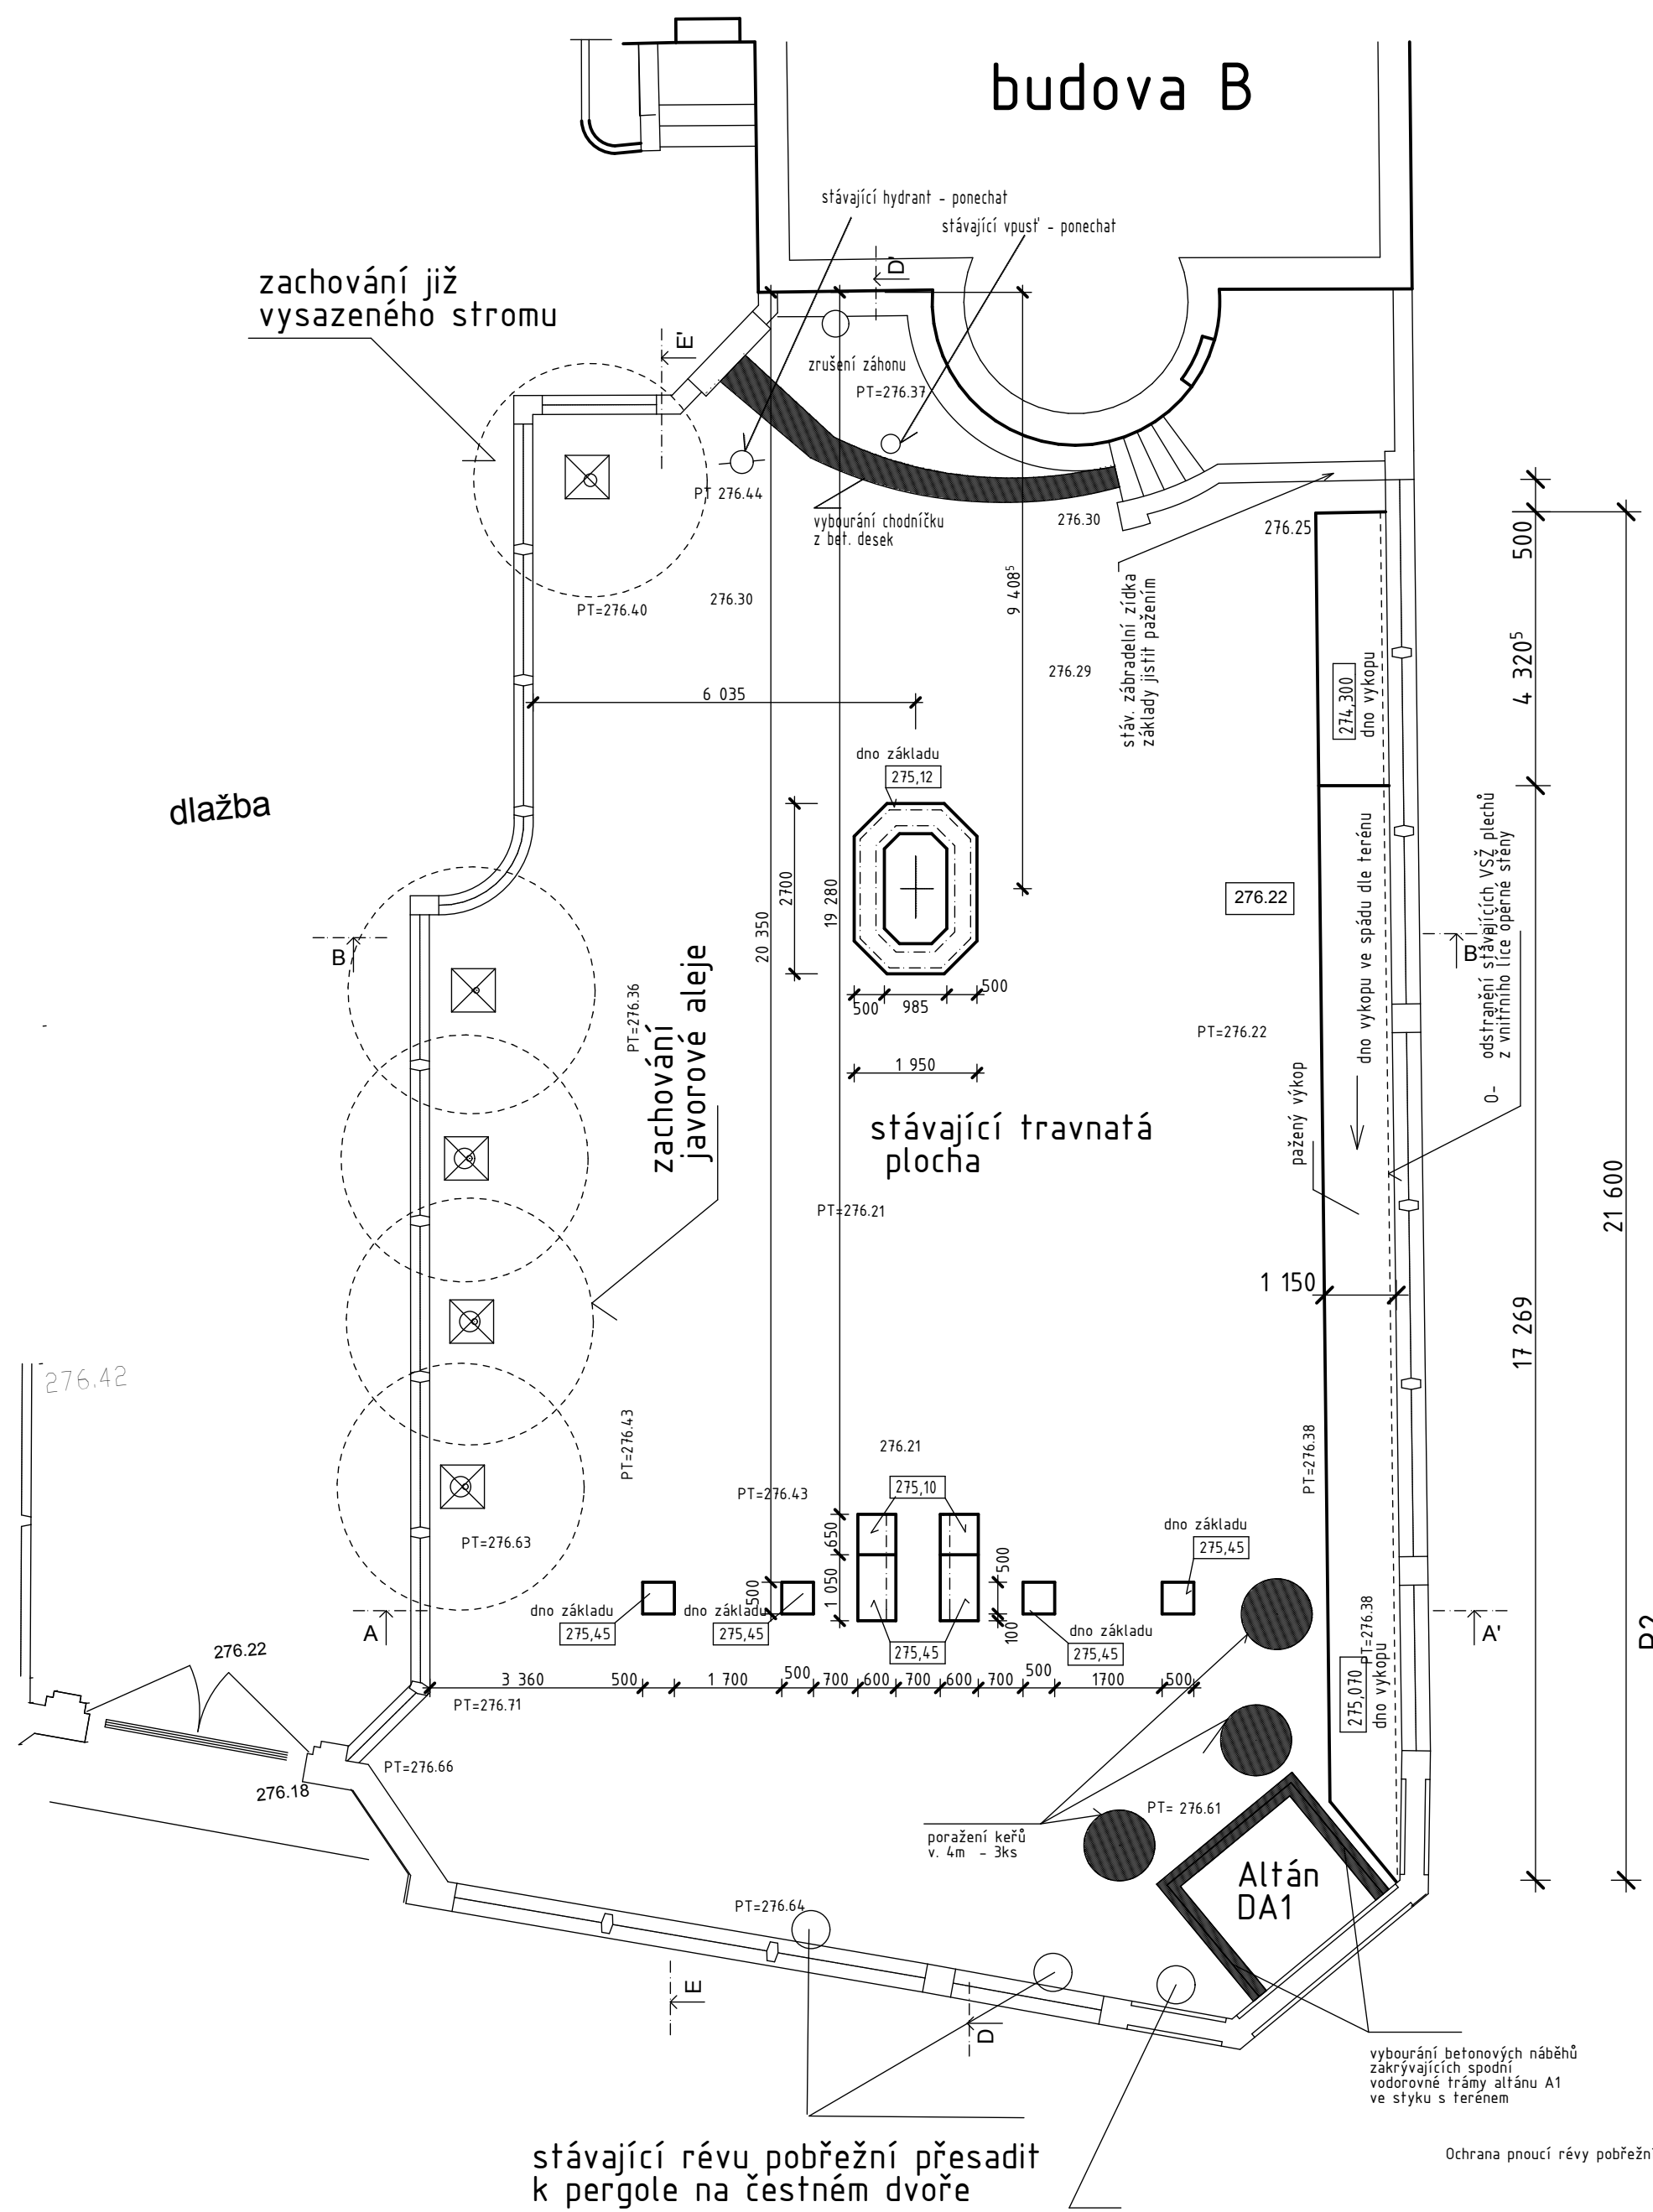 budova B
stávající hydrant - ponechat
stávající vpusť - ponechat
D'
zachování již
vysazeného stromu
E'
zrušení záhonu
PT=276.37
PT 276.44
vybourání chodníčku
z bet. desek
276.30
276.25
500
PT=276.40
276.30
9 408⁵
stáv. zábradelní zídka
základy jistit pažením
276.29
4 320⁵
274,300
dno výkopu
6 035
dno základu
275,12
dlažba
2700
20 350
19 280
276.22
dno výkopu ve spádu dle terénu
odstranění stávajících VSŽ plechů
z vnitřního líce opěrné stěny
O-
B
B'
500
985
500
1 950
PT=276.36
zachování
javorové aleje
PT=276.22
pažený výkop
stávající travnatá
plocha
PT=276.21
21 600
1 150
17 269
276.42
PT=276.43
276.21
PT=276.38
275,10
PT=276.43
650
1 050
500
500
100
PT=276.63
dno základu
275,45
dno základu
275,45
dno základu
275,45
275,45
dno základu
275,45
A
A'
PT=276.38
275,070
dno výkopu
276.22
3 360
500
1 700
500
700
600
700
600
700
500
1700
500
PT=276.71
PT=276.66
276.18
PT= 276.61
poražení keřů
v. 4m - 3ks
Altán
DA1
PT=276.64
E
D
vybourání betonových náběhů
zakrývajících spodní
vodorovné trámy altánu A1
ve styku s terénem
stávající révu pobřežní přesadit
k pergole na čestném dvoře
Ochrana pnoucí révy pobřežní